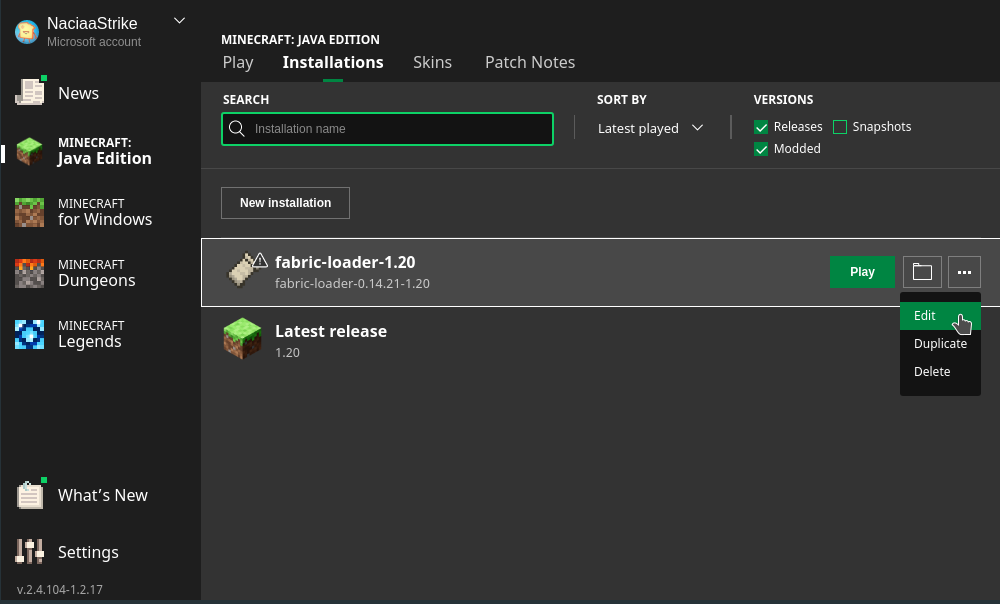 NaciaaStrike
Microsoft account
News
MINECRAFT:
Java Edition
MINECRAFT
for Windows
MINECRAFT
Dungeons
MINECRAFT
Legends
What's New
Settings
v.2.4.104-1.2.17
MINECRAFT: JAVA EDITION
Play Installations Skins Patch Notes
SEARCH
Installation name
SORT BY
Latest played
VERSIONS
Releases Snapshots
Modded
New installation
fabric-loader-1.20
fabric-loader-0.14.21-1.20
Play ...
Edit
Duplicate
Delete
Latest release
1.20